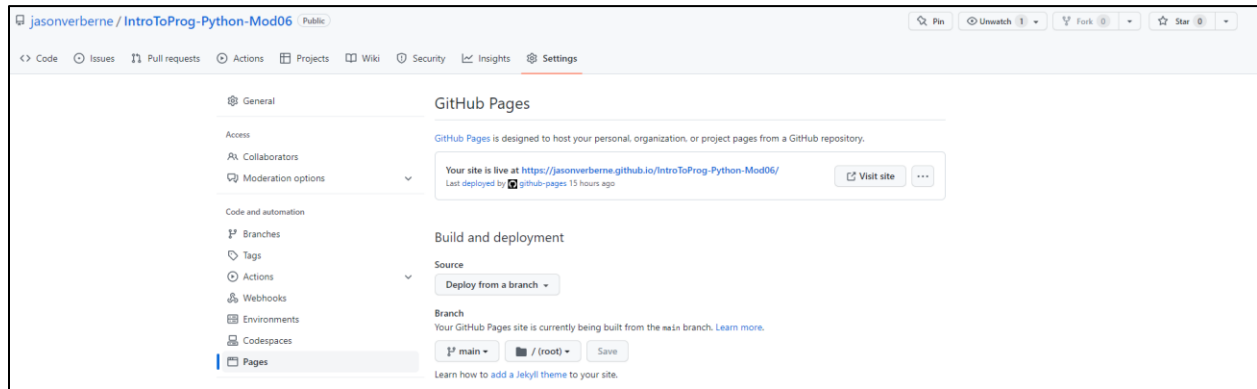 jasonverberne / IntroToProg-Python-Mod06 Public
Pin Unwatch 1 Fork 0 Star 0
<> Code Issues Pull requests Actions Projects Wiki Security Insights Settings
General
Access
Collaborators
Moderation options
Code and automation
Branches
Tags
Actions
Webhooks
Environments
Codespaces
Pages
GitHub Pages
GitHub Pages is designed to host your personal, organization, or project pages from a GitHub repository.
Your site is live at https://jasonverberne.github.io/IntroToProg-Python-Mod06/
Last deployed by github-pages 15 hours ago
Visit site ...
Build and deployment
Source
Deploy from a branch
Branch
Your GitHub Pages site is currently being built from the main branch. Learn more.
main / (root) Save
Learn how to add a Jekyll theme to your site.